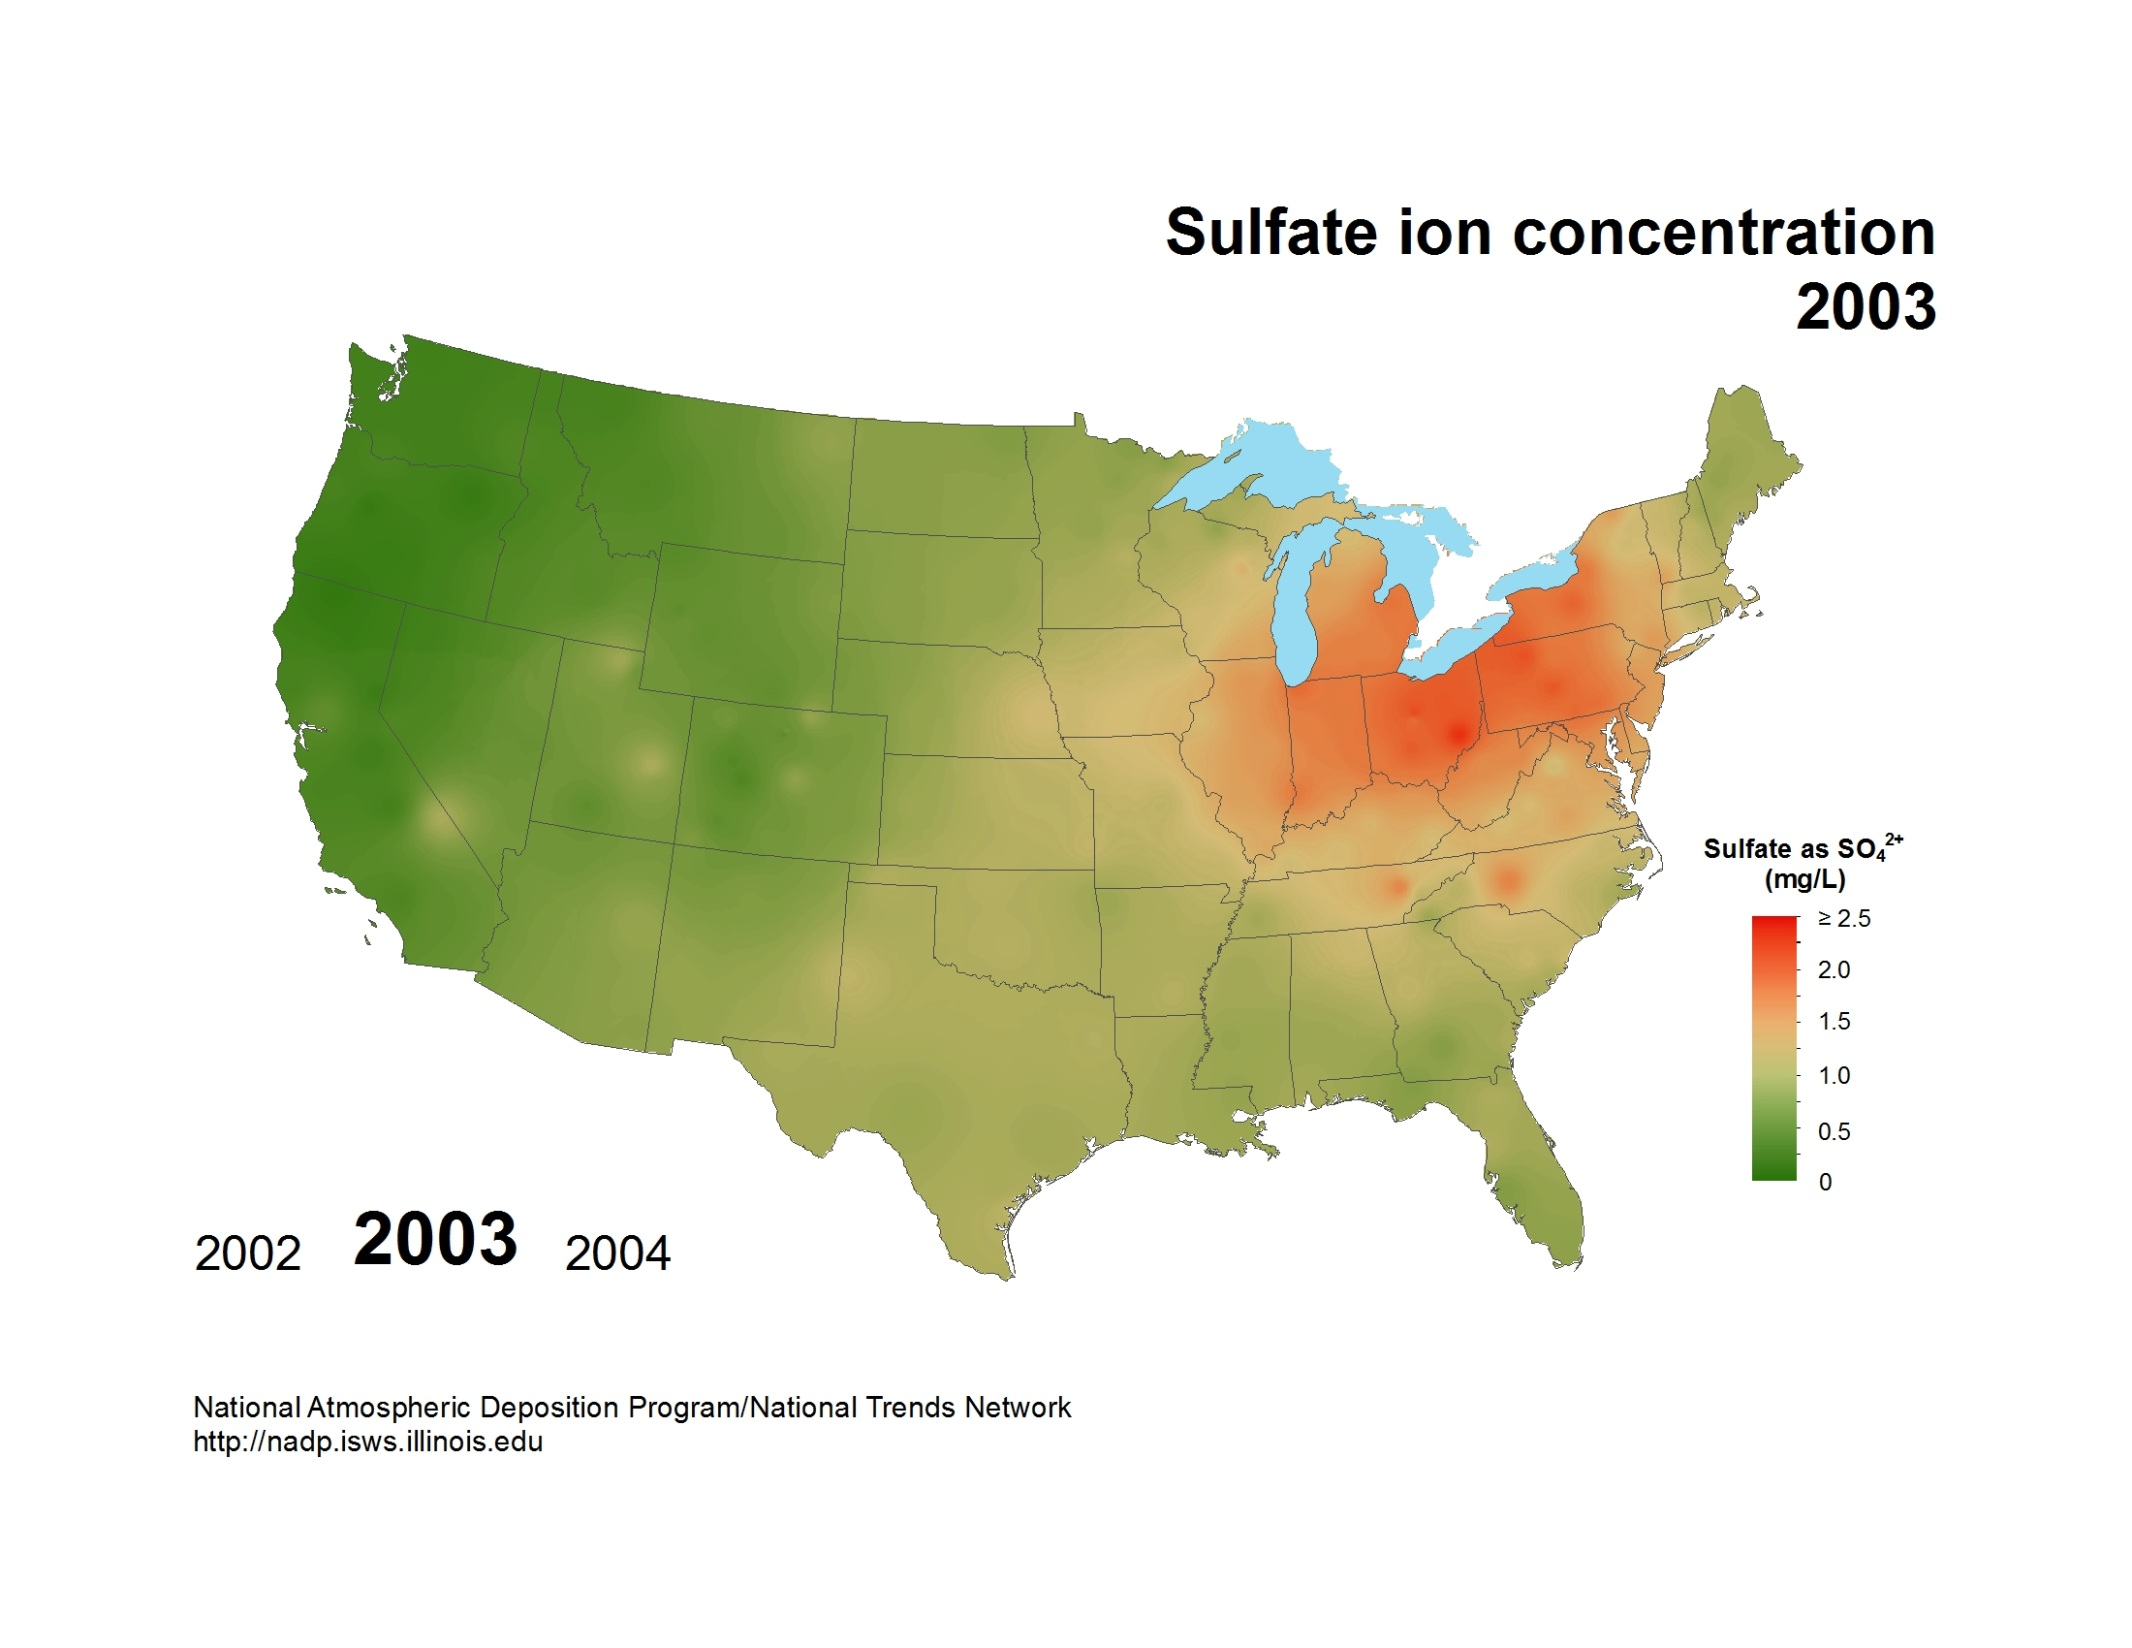 Sulfate ion concentration
2003
Sulfate as SO₄²⁺
(mg/L)
≥ 2.5
2.0
1.5
1.0
0.5
0
2002 2003 2004
National Atmospheric Deposition Program/National Trends Network
http://nadp.isws.illinois.edu